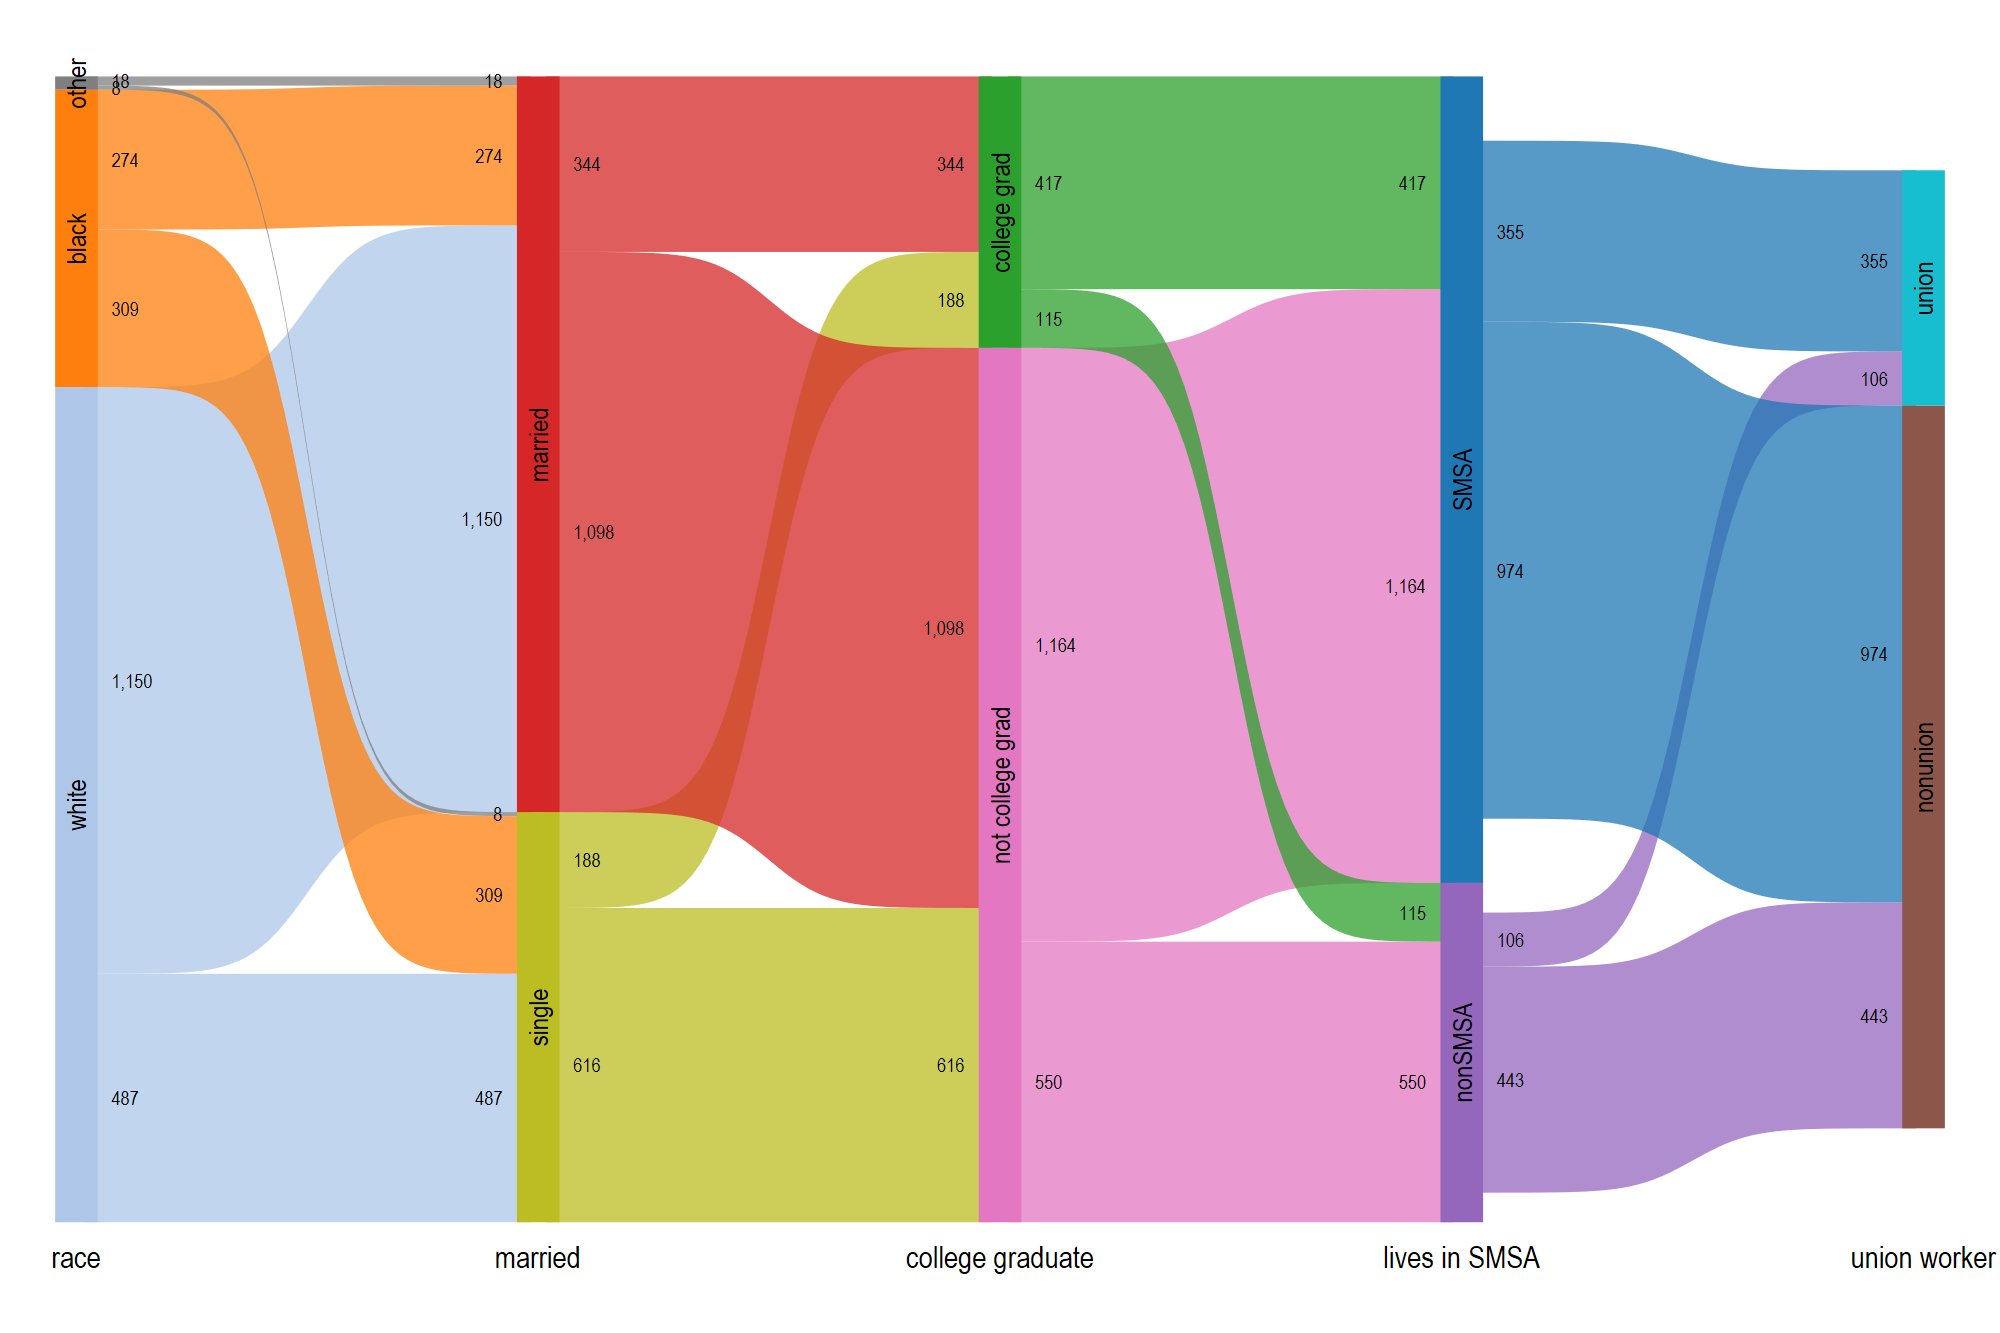 other
black
white
18
8
274
309
1,150
487
18
274
1,150
8
309
487
married
single
344
1,098
188
616
344
188
1,098
616
college grad
not college grad
417
115
1,164
550
417
1,164
115
550
SMSA
nonSMSA
355
974
106
443
355
106
974
443
union
nonunion
race
married
college graduate
lives in SMSA
union worker